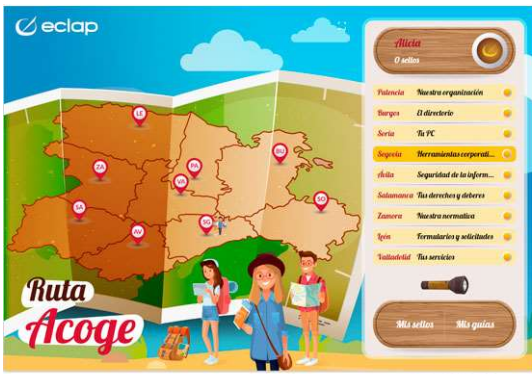 eclap
LE
ZA
PA
BU
VA
SO
SA
SG
AV
Ruta
Acoge
Alicia
0 sellos
Palencia Nuestra organización
Burgos El directorio
Soria Tu PC
Segovia Herramientas corporati...
Ávila Seguridad de la inform...
Salamanca Tus derechos y deberes
Zamora Nuestra normativa
León Formularios y solicitudes
Valladolid Tus servicios
Mis sellos Mis guías